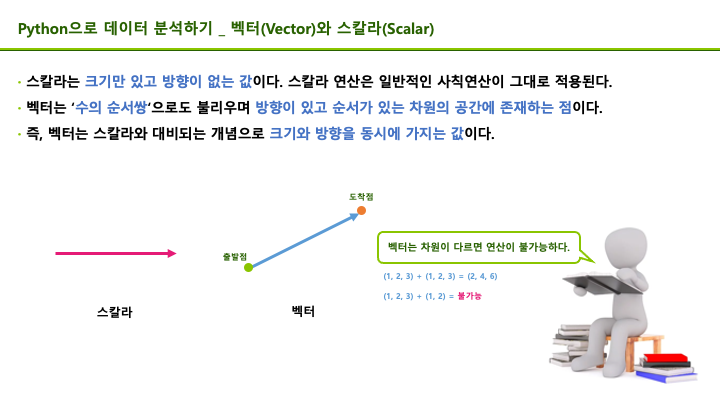 Python으로 데이터 분석하기 _ 벡터(Vector)와 스칼라(Scalar)
· 스칼라는 크기만 있고 방향이 없는 값이다. 스칼라 연산은 일반적인 사칙연산이 그대로 적용된다.
· 벡터는 ‘수의 순서쌍‘으로도 불리우며 방향이 있고 순서가 있는 차원의 공간에 존재하는 점이다.
· 즉, 벡터는 스칼라와 대비되는 개념으로 크기와 방향을 동시에 가지는 값이다.
도착점
출발점
벡터는 차원이 다르면 연산이 불가능하다.
(1, 2, 3) + (1, 2, 3) = (2, 4, 6)
(1, 2, 3) + (1, 2) = 불가능
스칼라
벡터